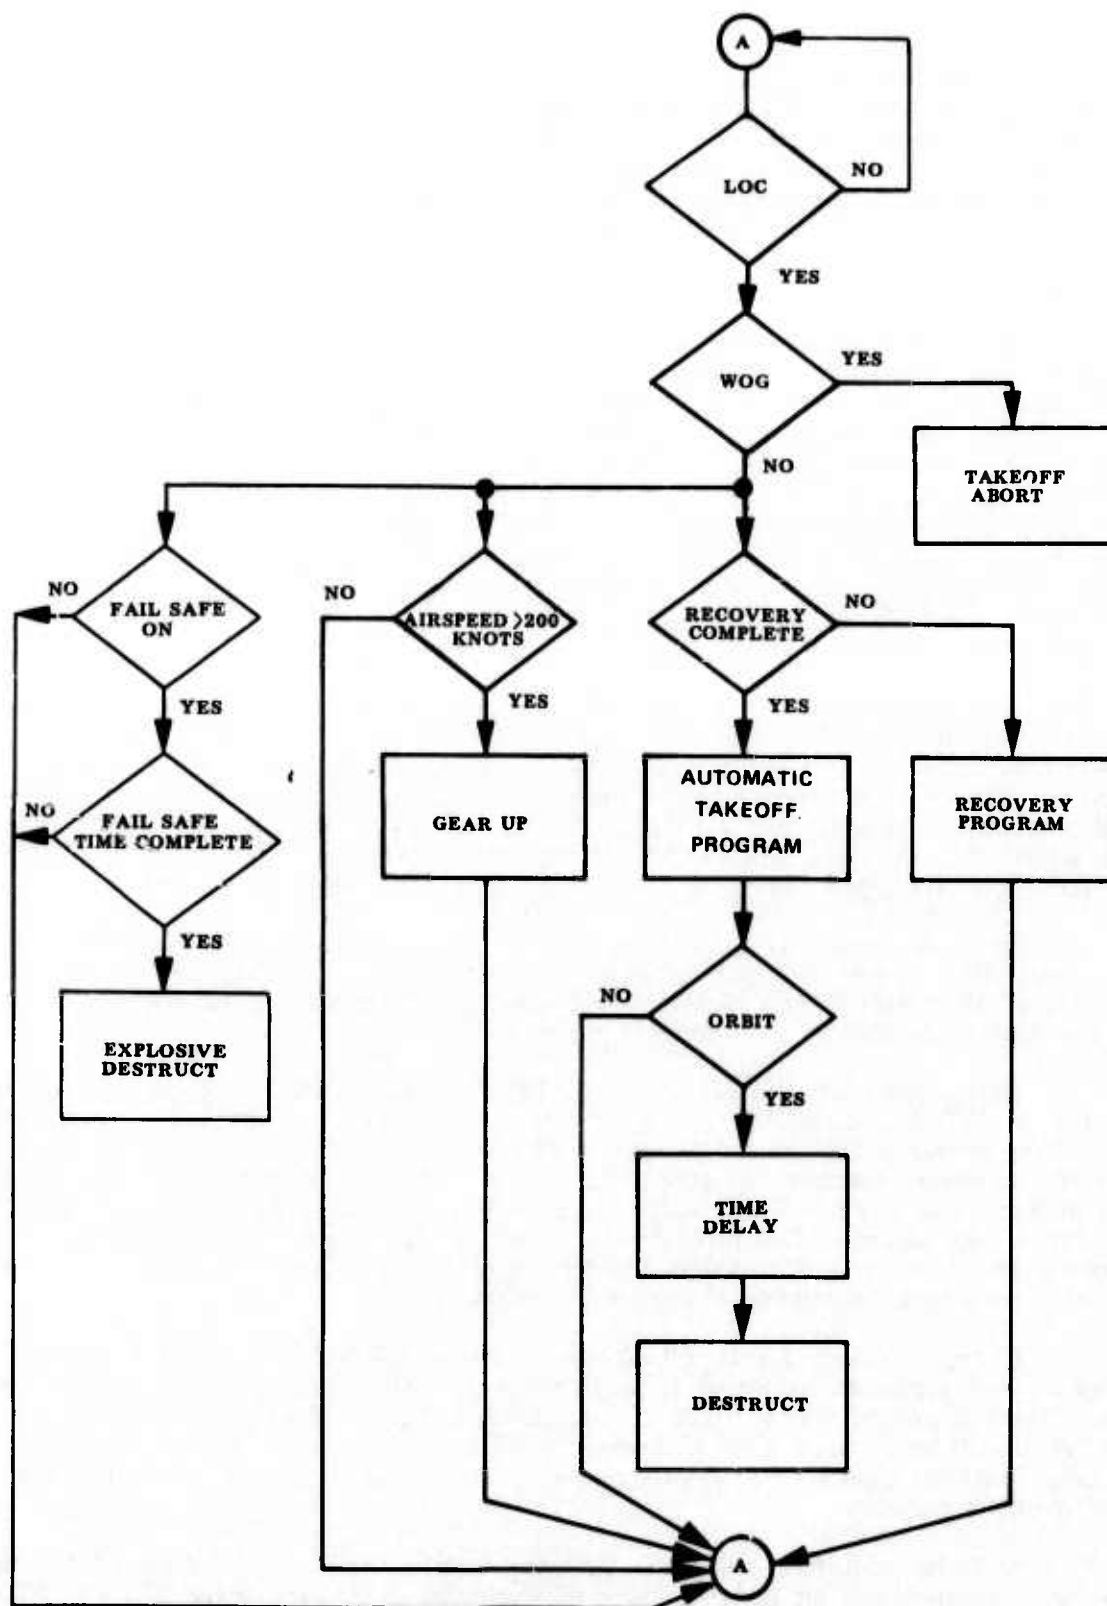 A
LOC
NO
YES
WOG
YES
NO
TAKEOFF
ABORT
NO
FAIL SAFE
ON
YES
NO
AIRSPEED >200
KNOTS
YES
RECOVERY
COMPLETE
NO
YES
NO
FAIL SAFE
TIME COMPLETE
YES
GEAR UP
AUTOMATIC
TAKEOFF
PROGRAM
RECOVERY
PROGRAM
EXPLOSIVE
DESTRUCT
NO
ORBIT
YES
TIME
DELAY
DESTRUCT
A